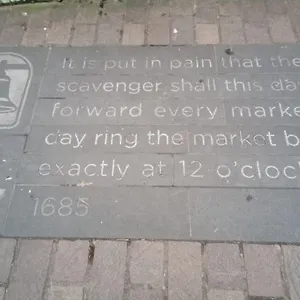 It is put in pain that the
scavenger shall this da
forward every marke
day ring the market b
exactly at 12 o'clock
1685